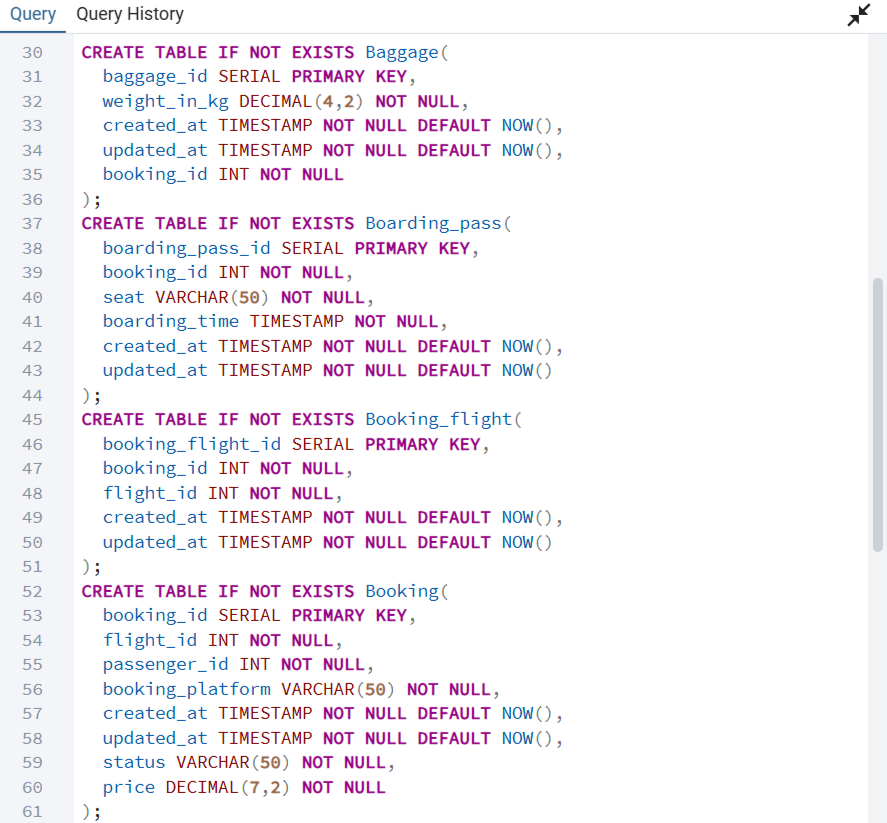 Query Query History
30 CREATE TABLE IF NOT EXISTS Baggage(
31 baggage_id SERIAL PRIMARY KEY,
32 weight_in_kg DECIMAL(4,2) NOT NULL,
33 created_at TIMESTAMP NOT NULL DEFAULT NOW(),
34 updated_at TIMESTAMP NOT NULL DEFAULT NOW(),
35 booking_id INT NOT NULL
36 );
37 CREATE TABLE IF NOT EXISTS Boarding_pass(
38 boarding_pass_id SERIAL PRIMARY KEY,
39 booking_id INT NOT NULL,
40 seat VARCHAR(50) NOT NULL,
41 boarding_time TIMESTAMP NOT NULL,
42 created_at TIMESTAMP NOT NULL DEFAULT NOW(),
43 updated_at TIMESTAMP NOT NULL DEFAULT NOW()
44 );
45 CREATE TABLE IF NOT EXISTS Booking_flight(
46 booking_flight_id SERIAL PRIMARY KEY,
47 booking_id INT NOT NULL,
48 flight_id INT NOT NULL,
49 created_at TIMESTAMP NOT NULL DEFAULT NOW(),
50 updated_at TIMESTAMP NOT NULL DEFAULT NOW()
51 );
52 CREATE TABLE IF NOT EXISTS Booking(
53 booking_id SERIAL PRIMARY KEY,
54 flight_id INT NOT NULL,
55 passenger_id INT NOT NULL,
56 booking_platform VARCHAR(50) NOT NULL,
57 created_at TIMESTAMP NOT NULL DEFAULT NOW(),
58 updated_at TIMESTAMP NOT NULL DEFAULT NOW(),
59 status VARCHAR(50) NOT NULL,
60 price DECIMAL(7,2) NOT NULL
61 );